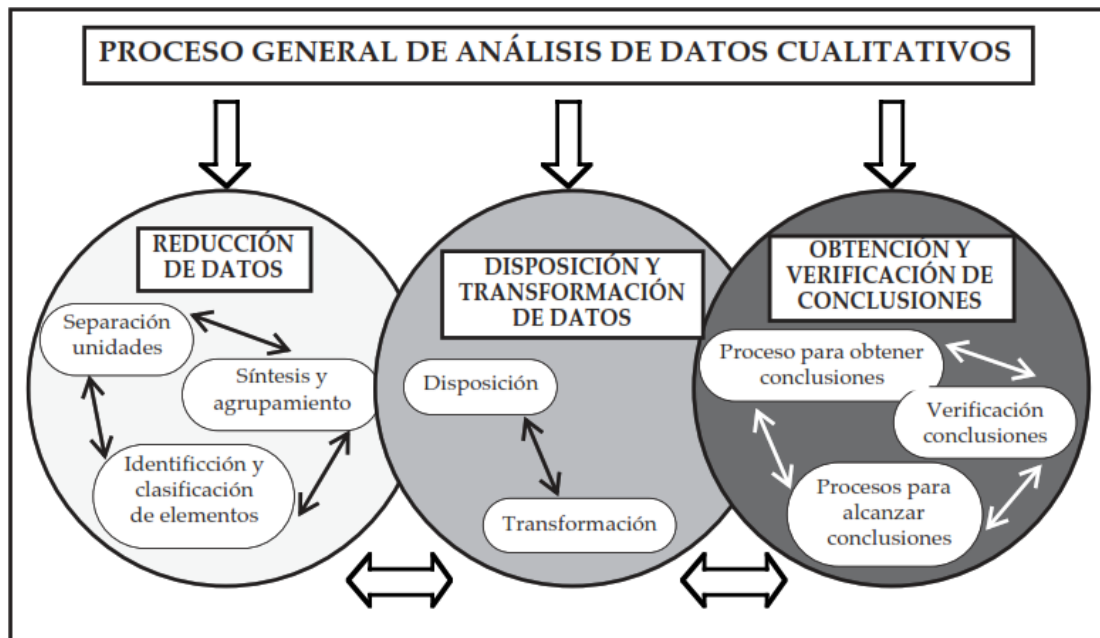 PROCESO GENERAL DE ANÁLISIS DE DATOS CUALITATIVOS
REDUCCIÓN
DE DATOS
Separación
unidades
Síntesis y
agrupamiento
Identificción y
clasificación
de elementos
DISPOSICIÓN Y
TRANSFORMACIÓN
DE DATOS
Disposición
Transformación
OBTENCIÓN Y
VERIFICACIÓN DE
CONCLUSIONES
Proceso para obtener
conclusiones
Verificación
conclusiones
Procesos para
alcanzar
conclusiones